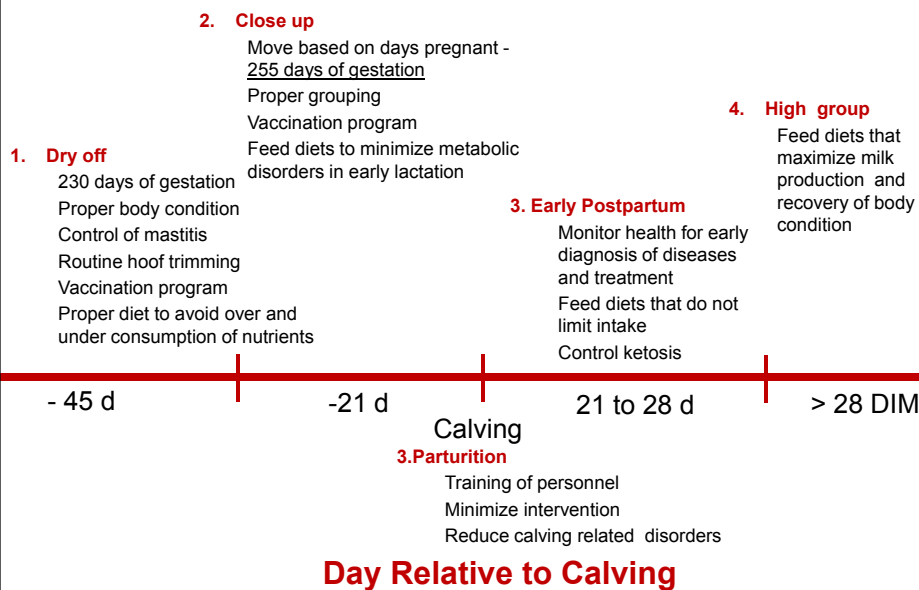 2. Close up
Move based on days pregnant -
255 days of gestation
Proper grouping
Vaccination program
Feed diets to minimize metabolic
disorders in early lactation
4. High group
Feed diets that
maximize milk
production and
recovery of body
condition
1. Dry off
230 days of gestation
Proper body condition
Control of mastitis
Routine hoof trimming
Vaccination program
Proper diet to avoid over and
under consumption of nutrients
3. Early Postpartum
Monitor health for early
diagnosis of diseases
and treatment
Feed diets that do not
limit intake
Control ketosis
- 45 d
-21 d
21 to 28 d
> 28 DIM
Calving
3.Parturition
Training of personnel
Minimize intervention
Reduce calving related disorders
Day Relative to Calving